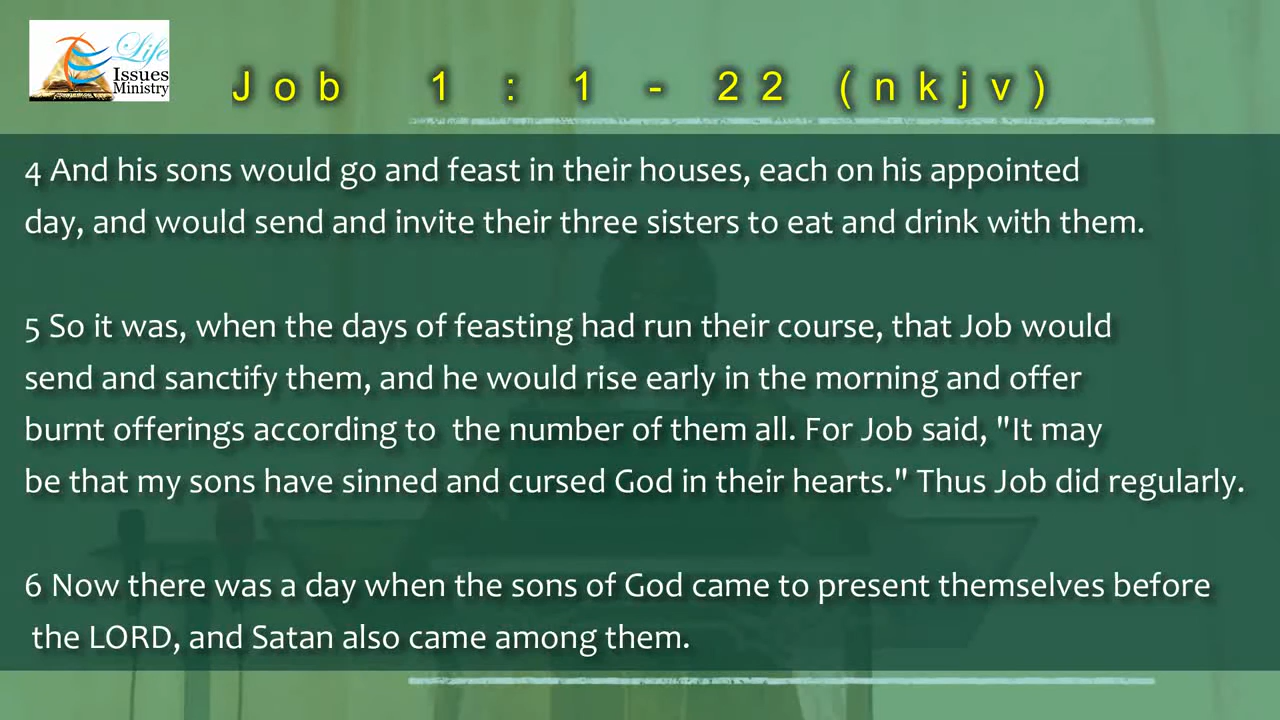 Life
Issues
Ministry
Job 1 : 1 - 22 (nkjv)
4 And his sons would go and feast in their houses, each on his appointed
day, and would send and invite their three sisters to eat and drink with them.
5 So it was, when the days of feasting had run their course, that Job would
send and sanctify them, and he would rise early in the morning and offer
burnt offerings according to  the number of them all. For Job said, "It may
be that my sons have sinned and cursed God in their hearts." Thus Job did regularly.
6 Now there was a day when the sons of God came to present themselves before
the LORD, and Satan also came among them.